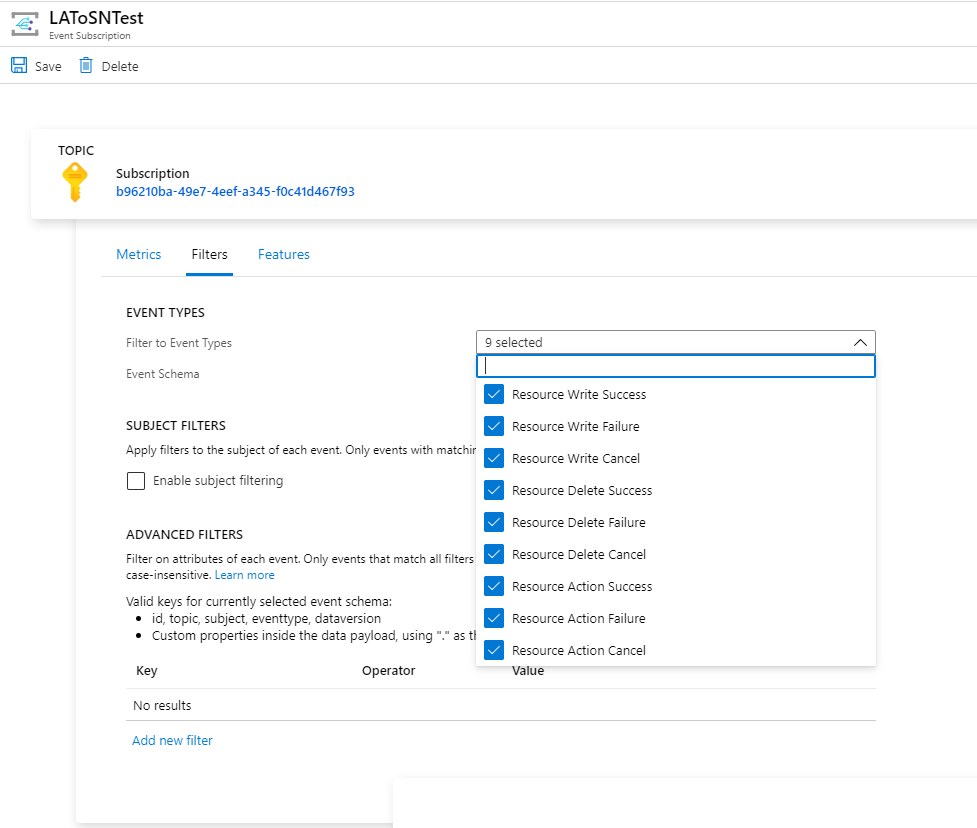 LAToSNTest
Event Subscription
Save Delete
TOPIC
Subscription
b96210ba-49e7-4eef-a345-f0c41d467f93
Metrics Filters Features
EVENT TYPES
Filter to Event Types 9 selected
Event Schema
Resource Write Success
Resource Write Failure
Resource Write Cancel
Resource Delete Success
Resource Delete Failure
Resource Delete Cancel
Resource Action Success
Resource Action Failure
Resource Action Cancel
SUBJECT FILTERS
Apply filters to the subject of each event. Only events with
Enable subject filtering
ADVANCED FILTERS
Filter on attributes of each event. Only events that match all filters
case-insensitive. Learn more
Valid keys for currently selected event schema:
• id, topic, subject, eventtype, dataversion
• Custom properties inside the data payload, using "." as
Key Operator Value
No results
Add new filter